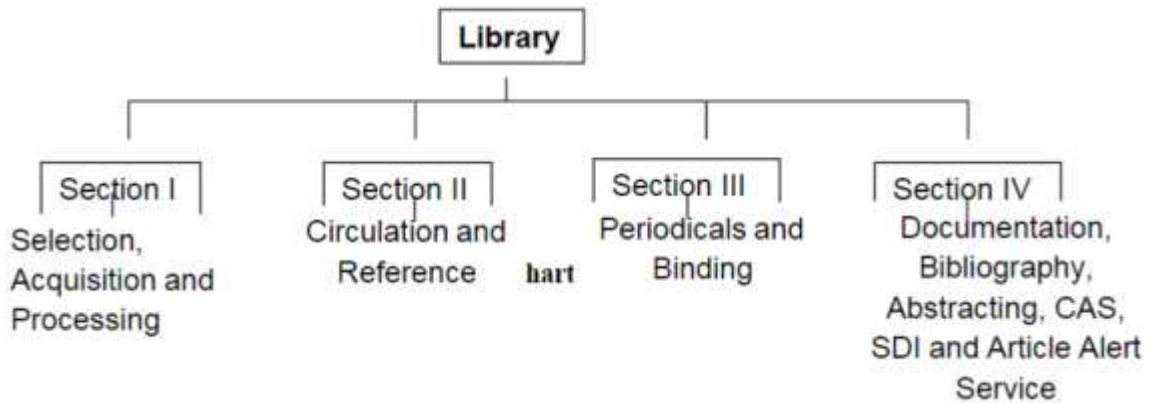 Library
Section I
Selection,
Acquisition and
Processing
Section II
Circulation and
Reference
hart
Section III
Periodicals and
Binding
Section IV
Documentation,
Bibliography,
Abstracting, CAS,
SDI and Article Alert
Service